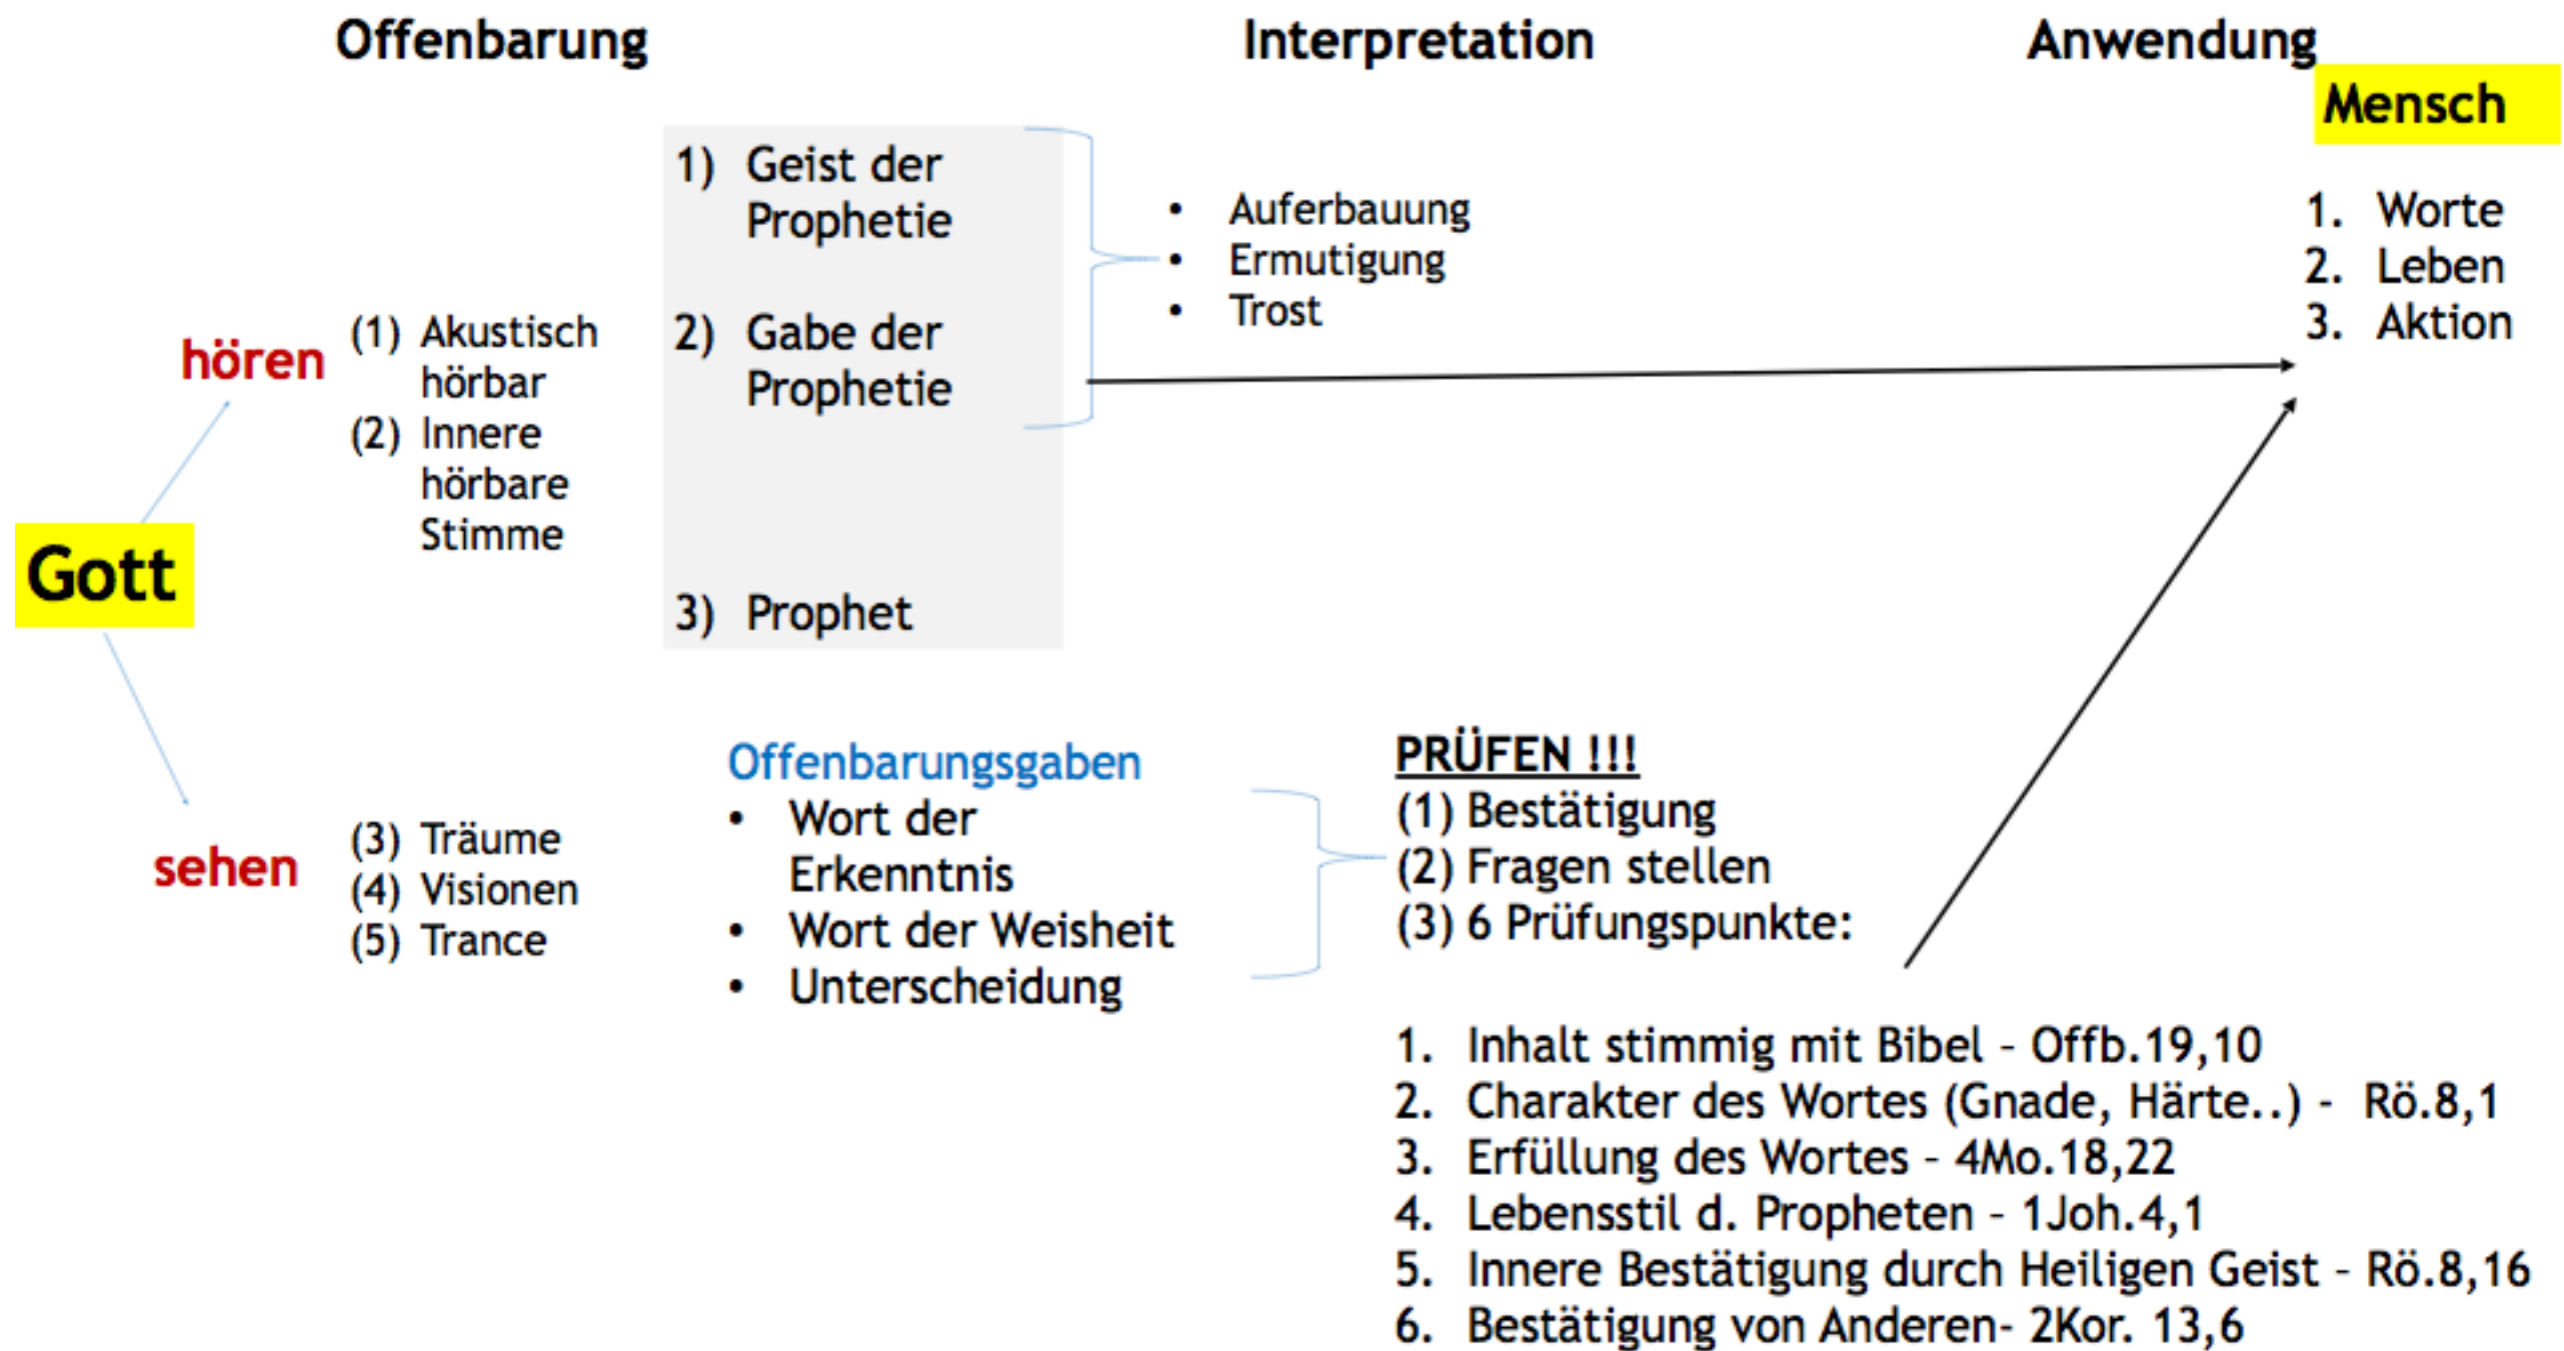 Offenbarung
Interpretation
Anwendung
Mensch
1) Geist der
Prophetie
2) Gabe der
Prophetie
3) Prophet
• Auferbauung
• Ermutigung
• Trost
1. Worte
2. Leben
3. Aktion
hören
(1) Akustisch
hörbar
(2) Innere
hörbare
Stimme
Gott
sehen
(3) Träume
(4) Visionen
(5) Trance
Offenbarungsgaben
• Wort der
Erkenntnis
• Wort der Weisheit
• Unterscheidung
PRÜFEN !!!
(1) Bestätigung
(2) Fragen stellen
(3) 6 Prüfungspunkte:
1. Inhalt stimmig mit Bibel – Offb.19,10
2. Charakter des Wortes (Gnade, Härte..) - Rö.8,1
3. Erfüllung des Wortes – 4Mo.18,22
4. Lebensstil d. Propheten – 1Joh.4,1
5. Innere Bestätigung durch Heiligen Geist – Rö.8,16
6. Bestätigung von Anderen- 2Kor. 13,6